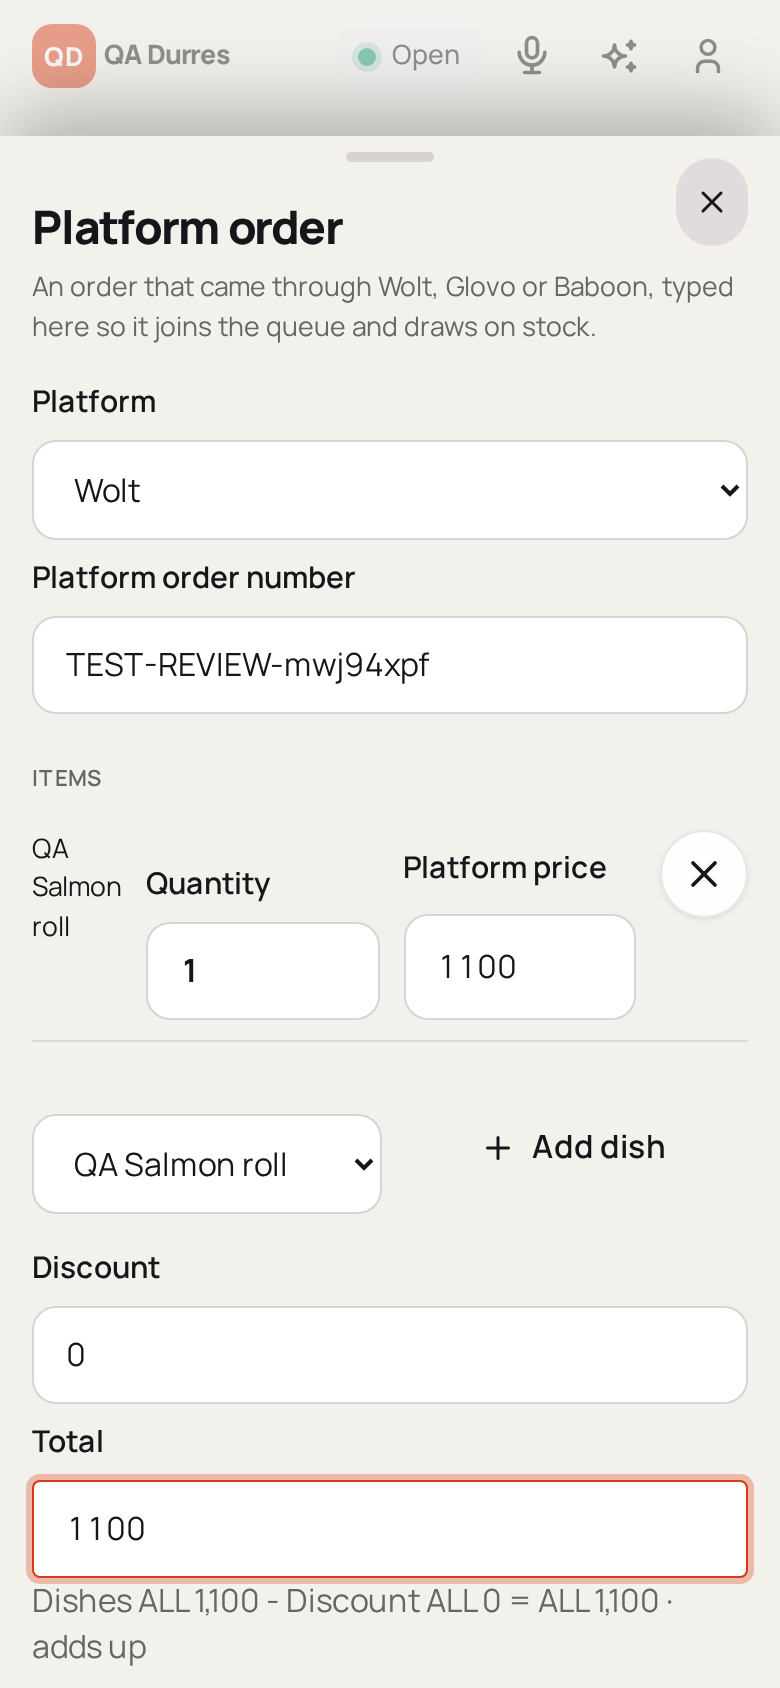 QD QA Durres Open
Platform order
An order that came through Wolt, Glovo or Baboon, typed
here so it joins the queue and draws on stock.
Platform
Wolt
Platform order number
TEST-REVIEW-mwj94xpf
ITEMS
QA
Salmon
roll
Quantity
1
Platform price
1100
QA Salmon roll
+ Add dish
Discount
0
Total
1100
Dishes ALL 1,100 - Discount ALL 0 = ALL 1,100 ·
adds up